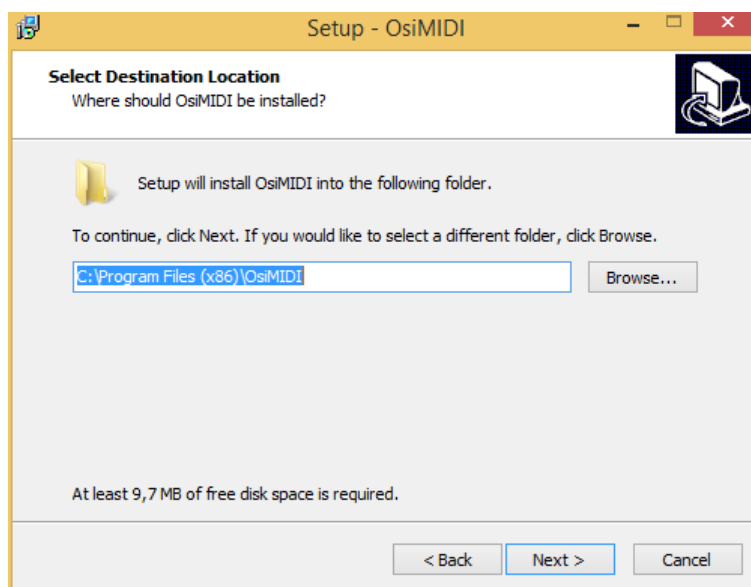 Setup - OsiMIDI
Select Destination Location
Where should OsiMIDI be installed?
Setup will install OsiMIDI into the following folder.
To continue, click Next. If you would like to select a different folder, click Browse.
C:\Program Files (x86)\OsiMIDI
Browse...
At least 9,7 MB of free disk space is required.
< Back
Next >
Cancel